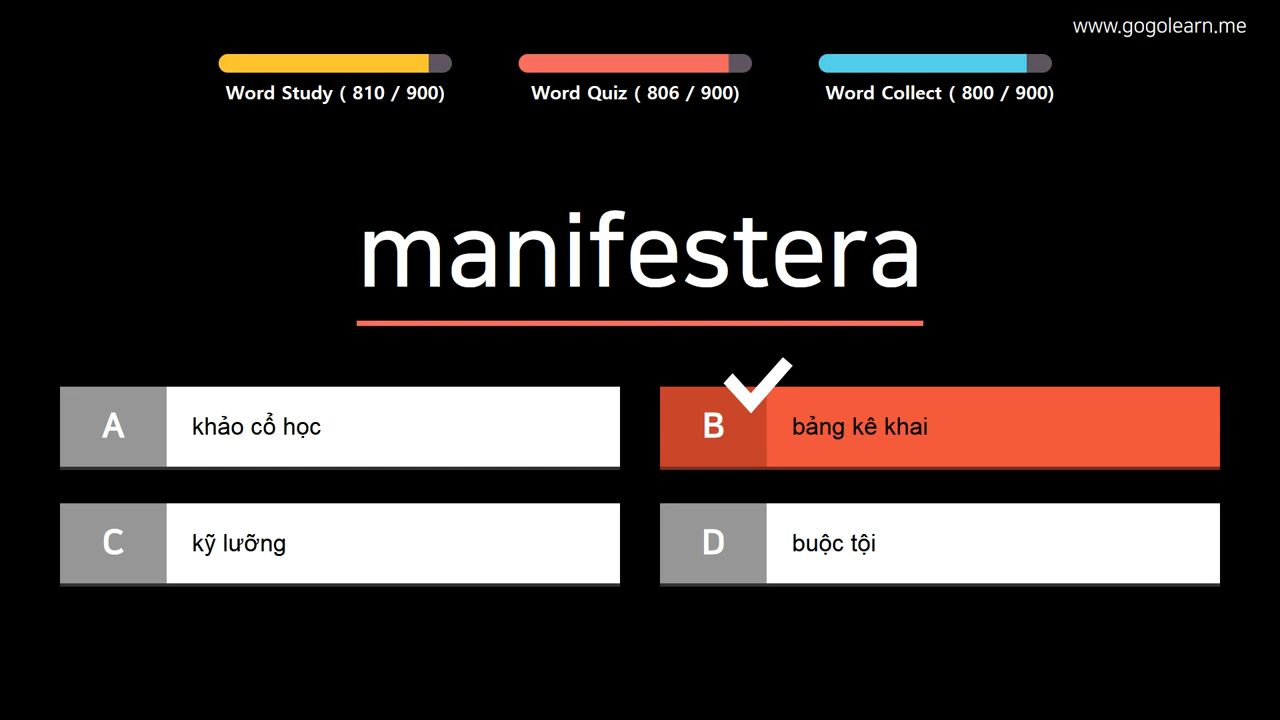 www.gogolearn.me
Word Study ( 810 / 900)
Word Quiz ( 806 / 900)
Word Collect ( 800 / 900)
manifestera
A khảo cổ học
B bảng kê khai
C kỹ lưỡng
D buộc tội